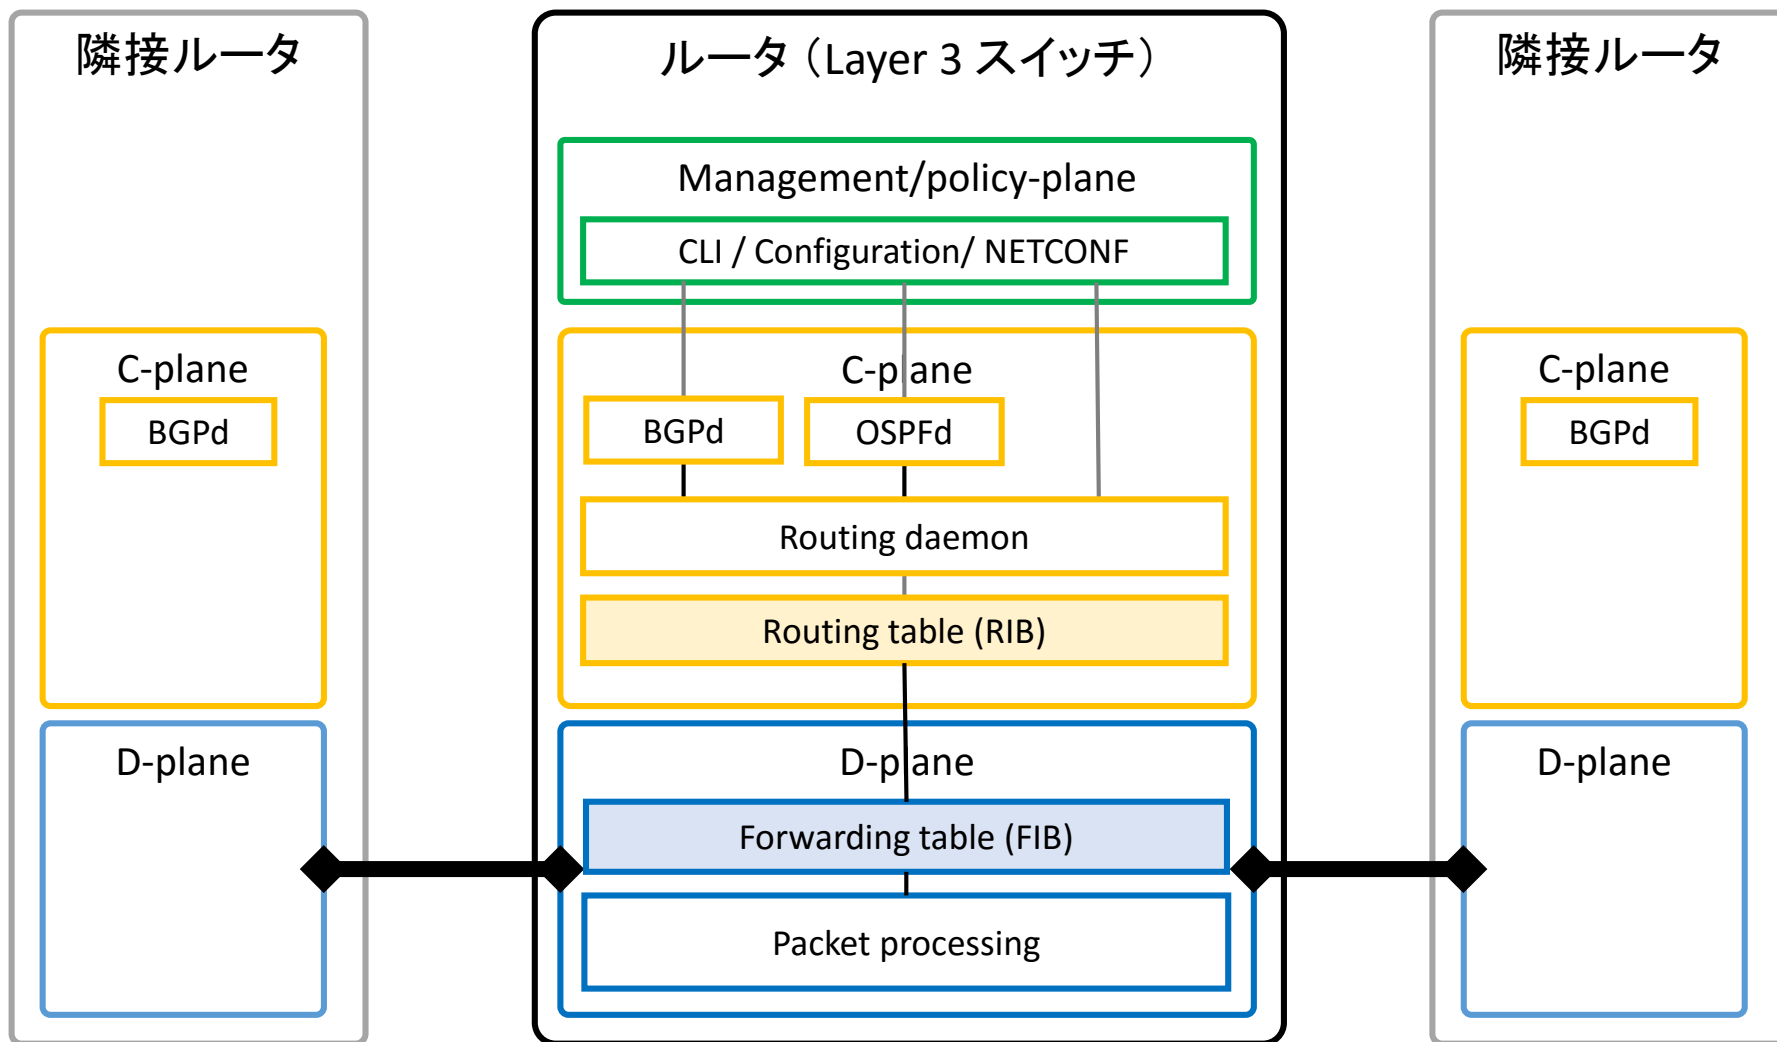 隣接ルータ
C-plane
BGPd
D-plane
ルータ（Layer 3 スイッチ）
Management/policy-plane
CLI / Configuration/ NETCONF
C-plane
BGPd
OSPFd
Routing daemon
Routing table (RIB)
D-plane
Forwarding table (FIB)
Packet processing
隣接ルータ
C-plane
BGPd
D-plane